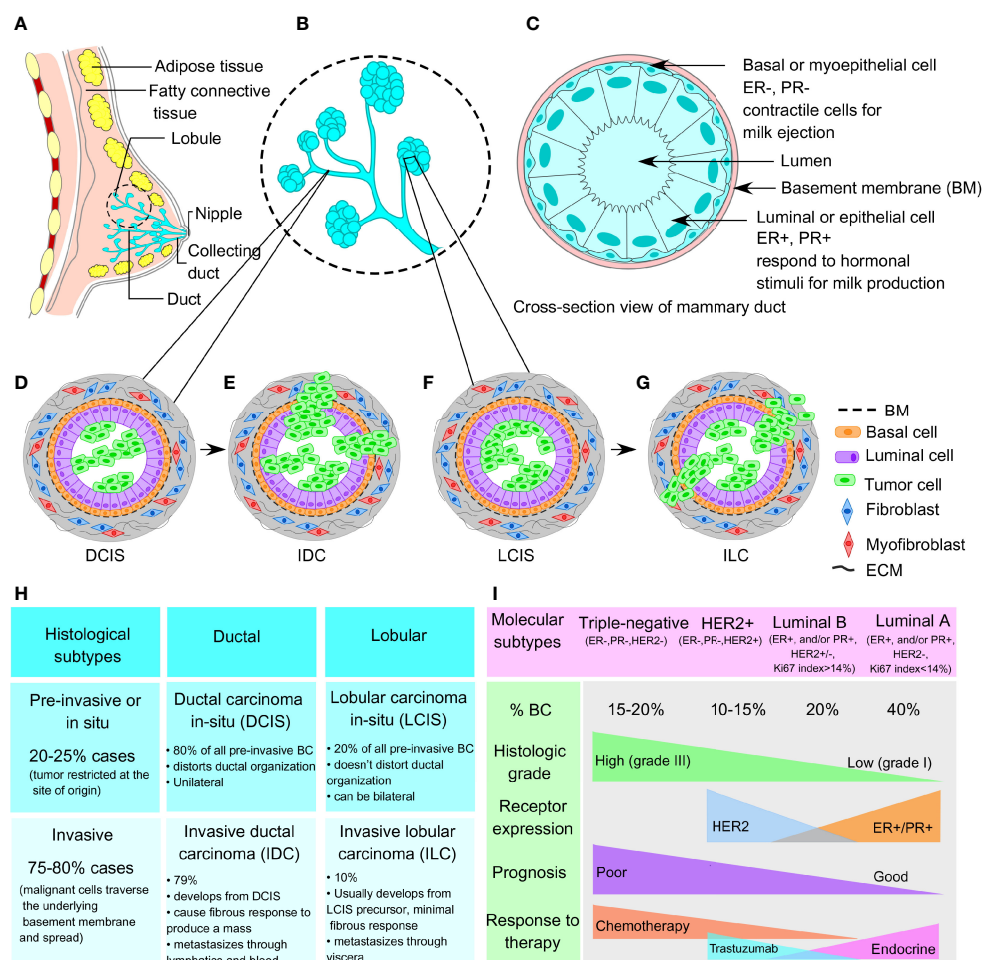 A
B
C
Adipose tissue
Fatty connective
tissue
Lobule
Nipple
Collecting
duct
Duct
Basal or myoepithelial cell
ER-, PR-
contractile cells for
milk ejection
Lumen
Basement membrane (BM)
Luminal or epithelial cell
ER+, PR+
respond to hormonal
stimuli for milk production
Cross-section view of mammary duct
D
E
F
G
DCIS
IDC
LCIS
ILC
BM
Basal cell
Luminal cell
Tumor cell
Fibroblast
Myofibroblast
ECM
H
Histological
subtypes
Ductal
Lobular
Pre-invasive or
in situ
20-25% cases
(tumor restricted at the
site of origin)
Ductal carcinoma
in-situ (DCIS)
• 80% of all pre-invasive BC
• distorts ductal organization
• Unilateral
Lobular carcinoma
in-situ (LCIS)
• 20% of all pre-invasive BC
• doesn't distort ductal
organization
• can be bilateral
Invasive
75-80% cases
(malignant cells traverse
the underlying
basement membrane
and spread)
Invasive ductal
carcinoma (IDC)
• 79%
• develops from DCIS
• cause fibrous response to
produce a mass
• metastasizes through
lymphatics and blood
Invasive lobular
carcinoma (ILC)
• 10%
• Usually develops from
LCIS precursor, minimal
fibrous response
• metastasizes through
viscera
I
Molecular
subtypes
Triple-negative
(ER-,PR-,HER2-)
HER2+
(ER-,PR-,HER2+)
Luminal B
(ER+, and/or PR+,
HER2+/-,
Ki67 index>14%)
Luminal A
(ER+, and/or PR+,
HER2-,
Ki67 index<14%)
% BC
15-20%
10-15%
20%
40%
Histologic
grade
High (grade III)
Low (grade I)
Receptor
expression
HER2
ER+/PR+
Prognosis
Poor
Good
Response to
therapy
Chemotherapy
Trastuzumab
Endocrine